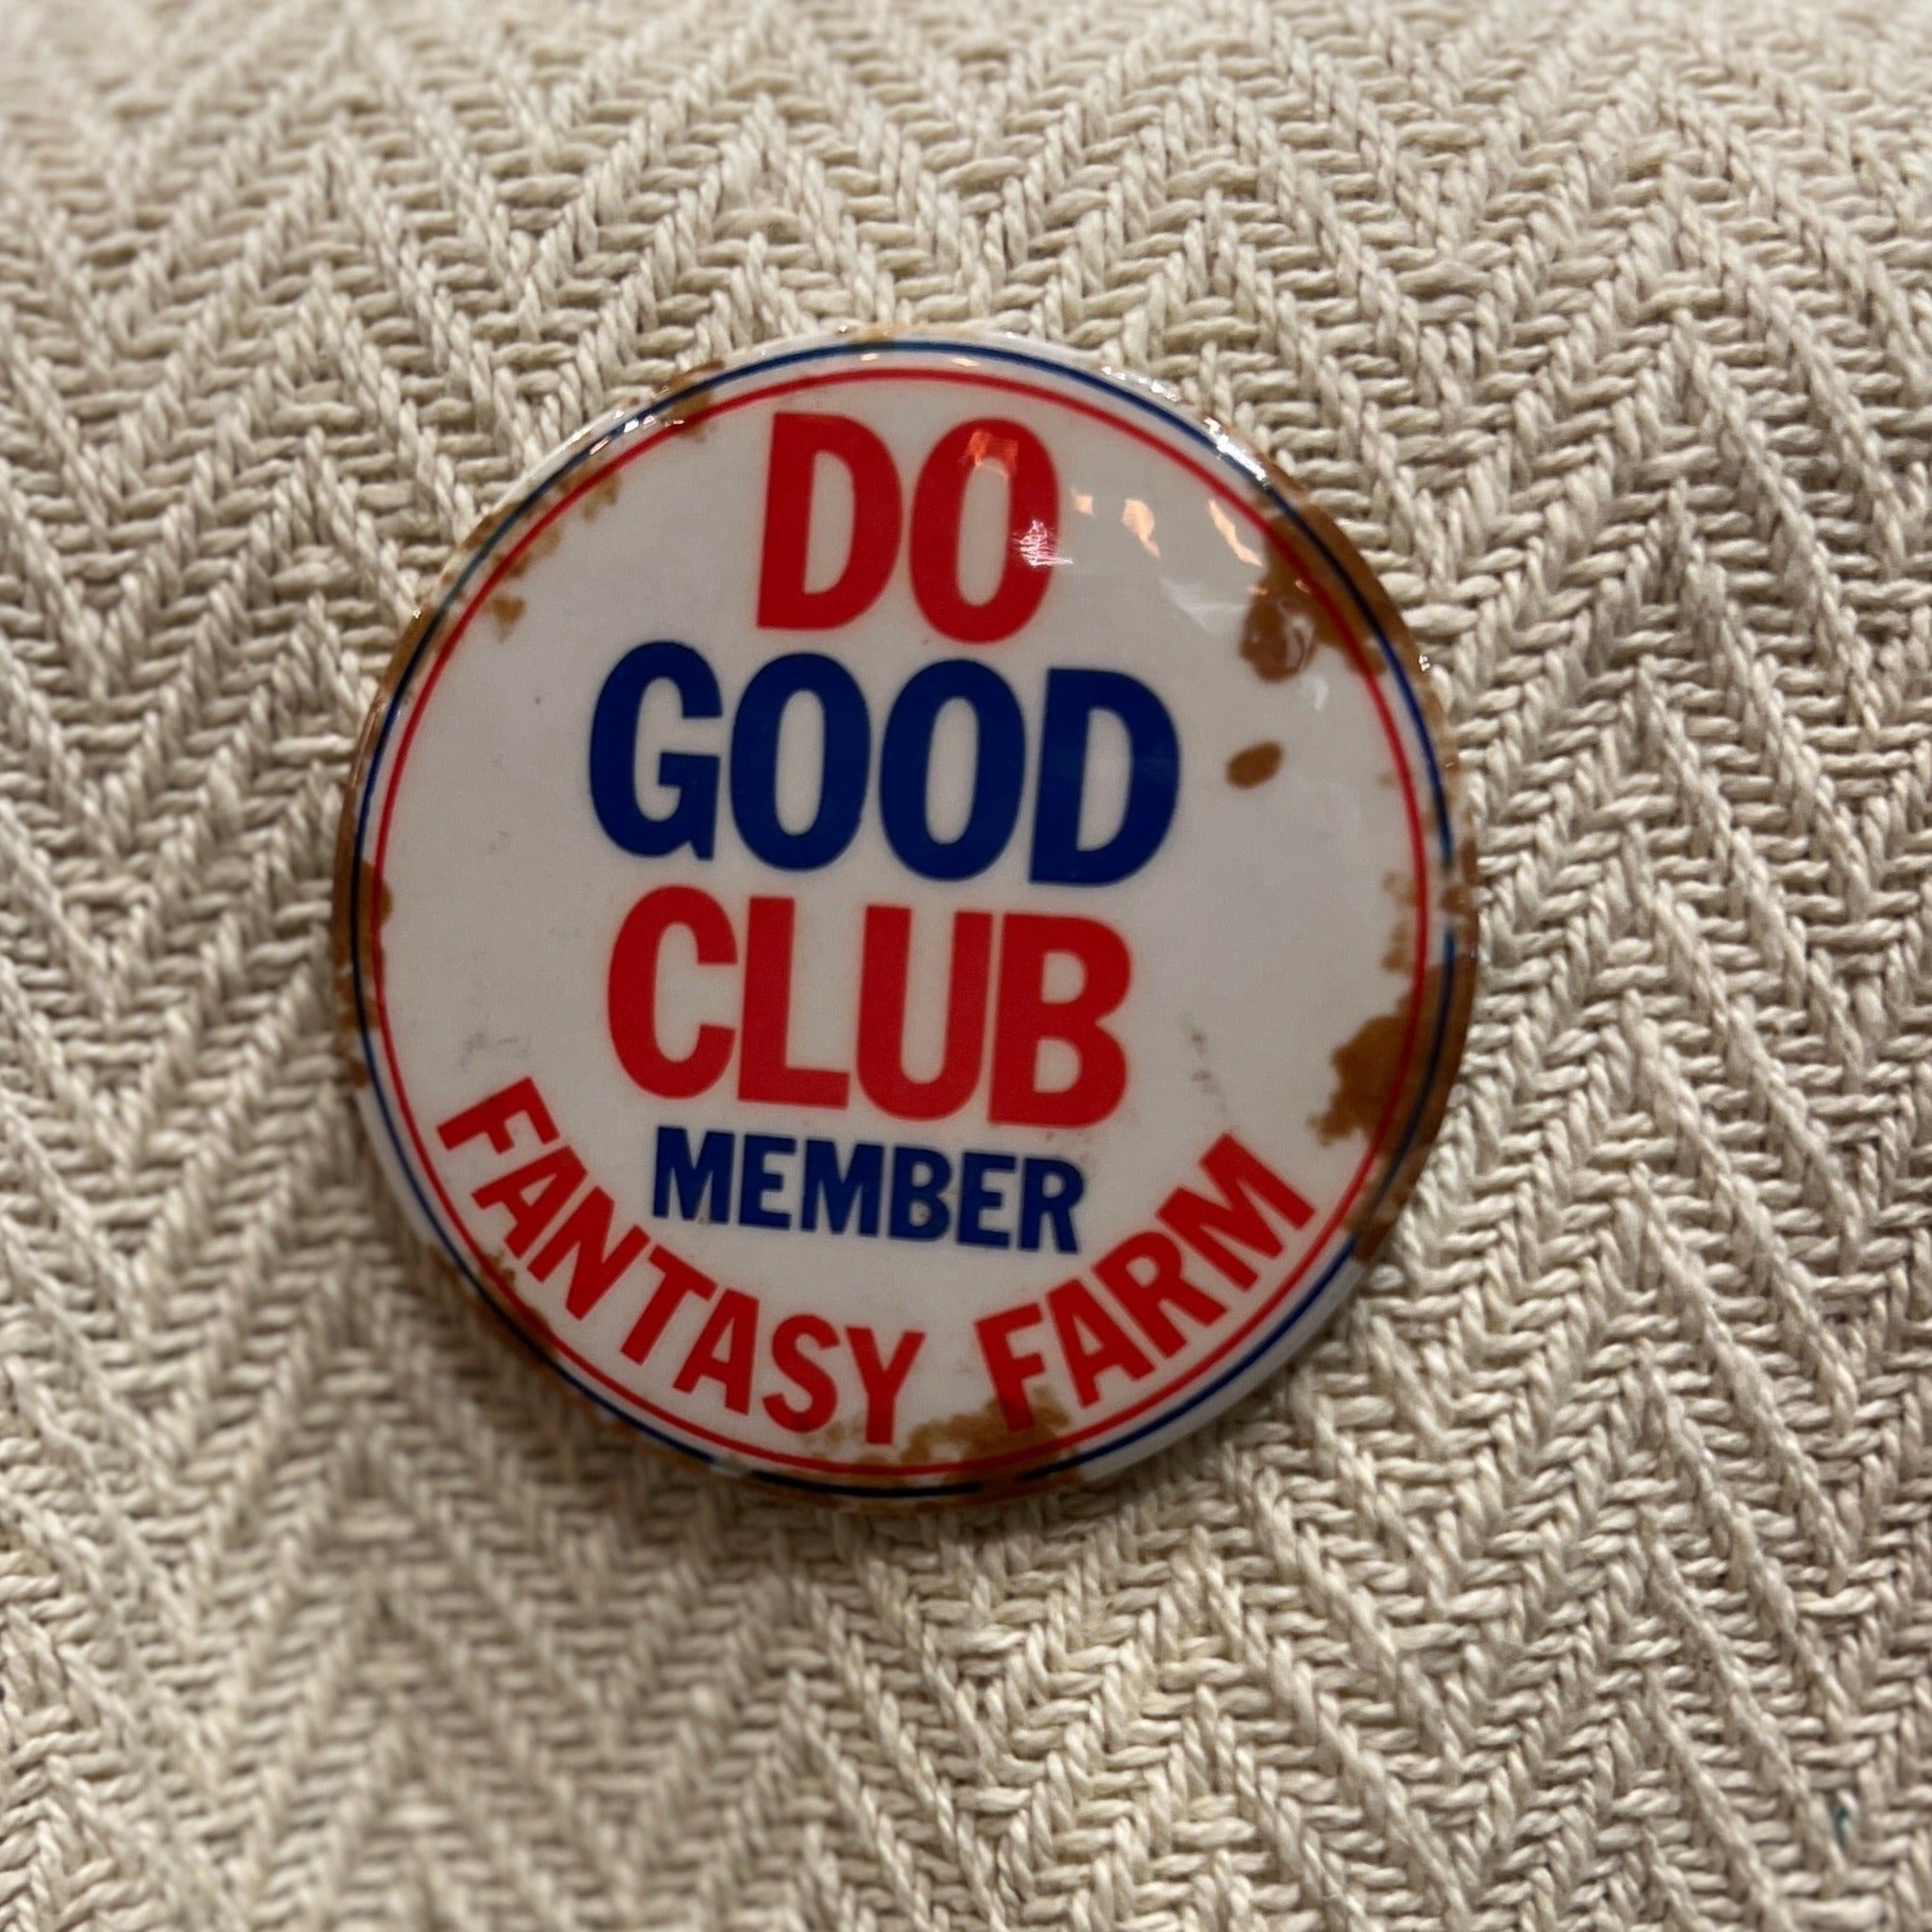 DO
GOOD
CLUB
MEMBER
FANTASY FARM